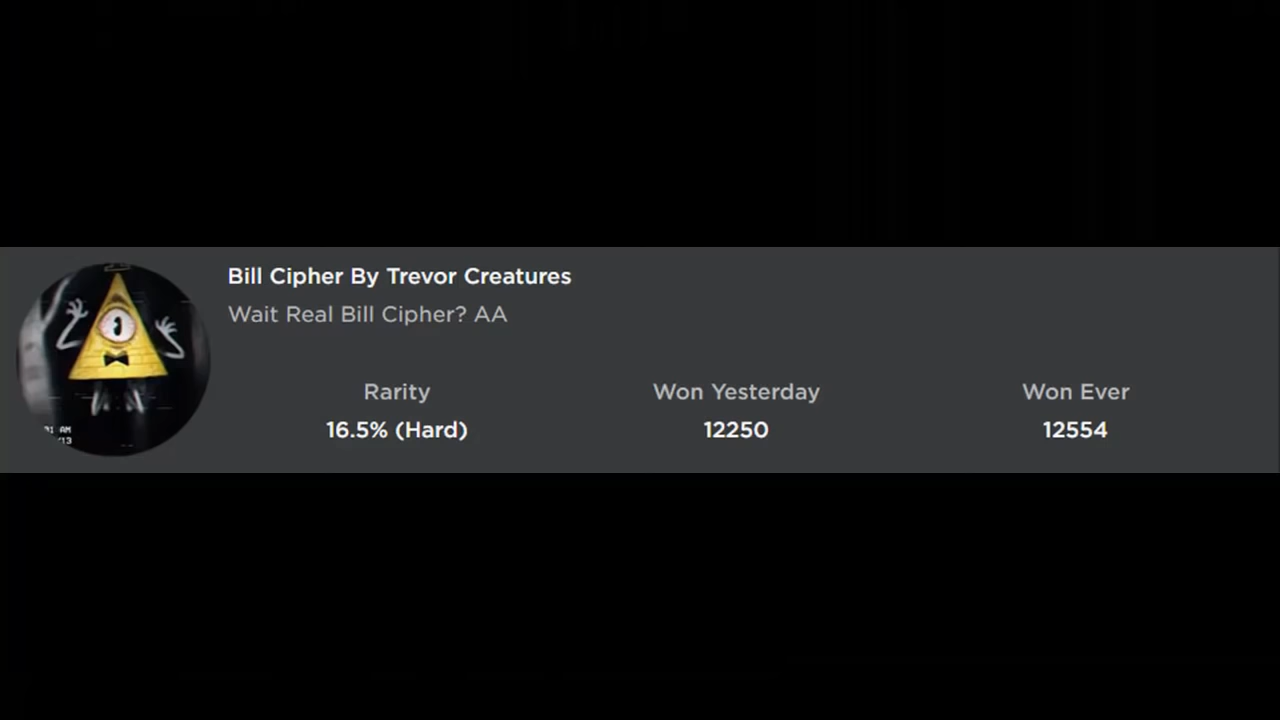 Bill Cipher By Trevor Creatures
Wait Real Bill Cipher? AA
Rarity Won Yesterday Won Ever
16.5% (Hard) 12250 12554
AM